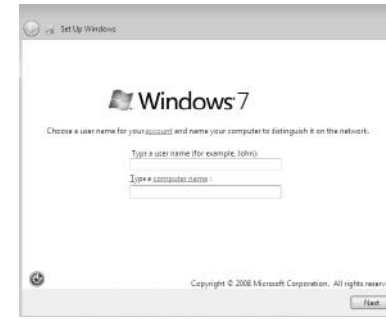 Set Up Windows
Windows 7
Choose a user name for your account and name your computer to distinguish it on the network.
Type a user name (for example, John):
Type a computer name:
Copyright © 2008 Microsoft Corporation. All rights reserv
Next